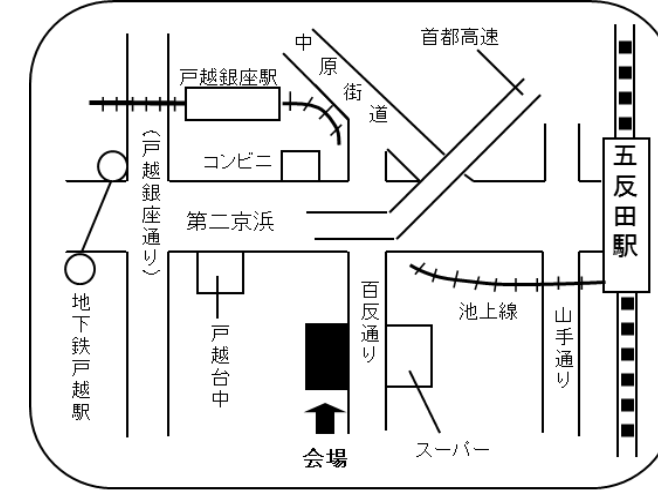 中原街道
首都高速
戸越銀座駅
五反田駅
コンビニ
(戸越銀座通り)
第二京浜
百反通り
池上線
山手通り
地下鉄戸越駅
戸越台中
スーパー
会場